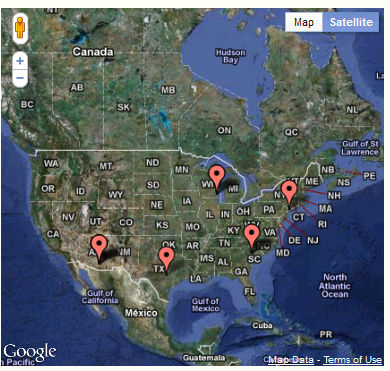 NT
Map
Satellite
Canada
Hudson
Bay
BC
AB
SK
MB
ON
QC
NL
Gulf of St
Lawrence
NB
PE
NS
WA
MT
ND
MN
WI
MI
VT
ME
NH
OR
ID
SD
WY
NE
IA
NY
MA
RI
CT
NV
UT
CO
KS
MO
IL
IN
OH
PA
NJ
DE
MD
CA
NM
OK
AR
TN
KY
VA
NC
SC
TX
LA
MS
AL
GA
FL
Gulf of
California
México
Gulf of
Mexico
North
Atlantic
Ocean
Cuba
PR
Guatemala
Pacific
Google
Map Data - Terms of Use